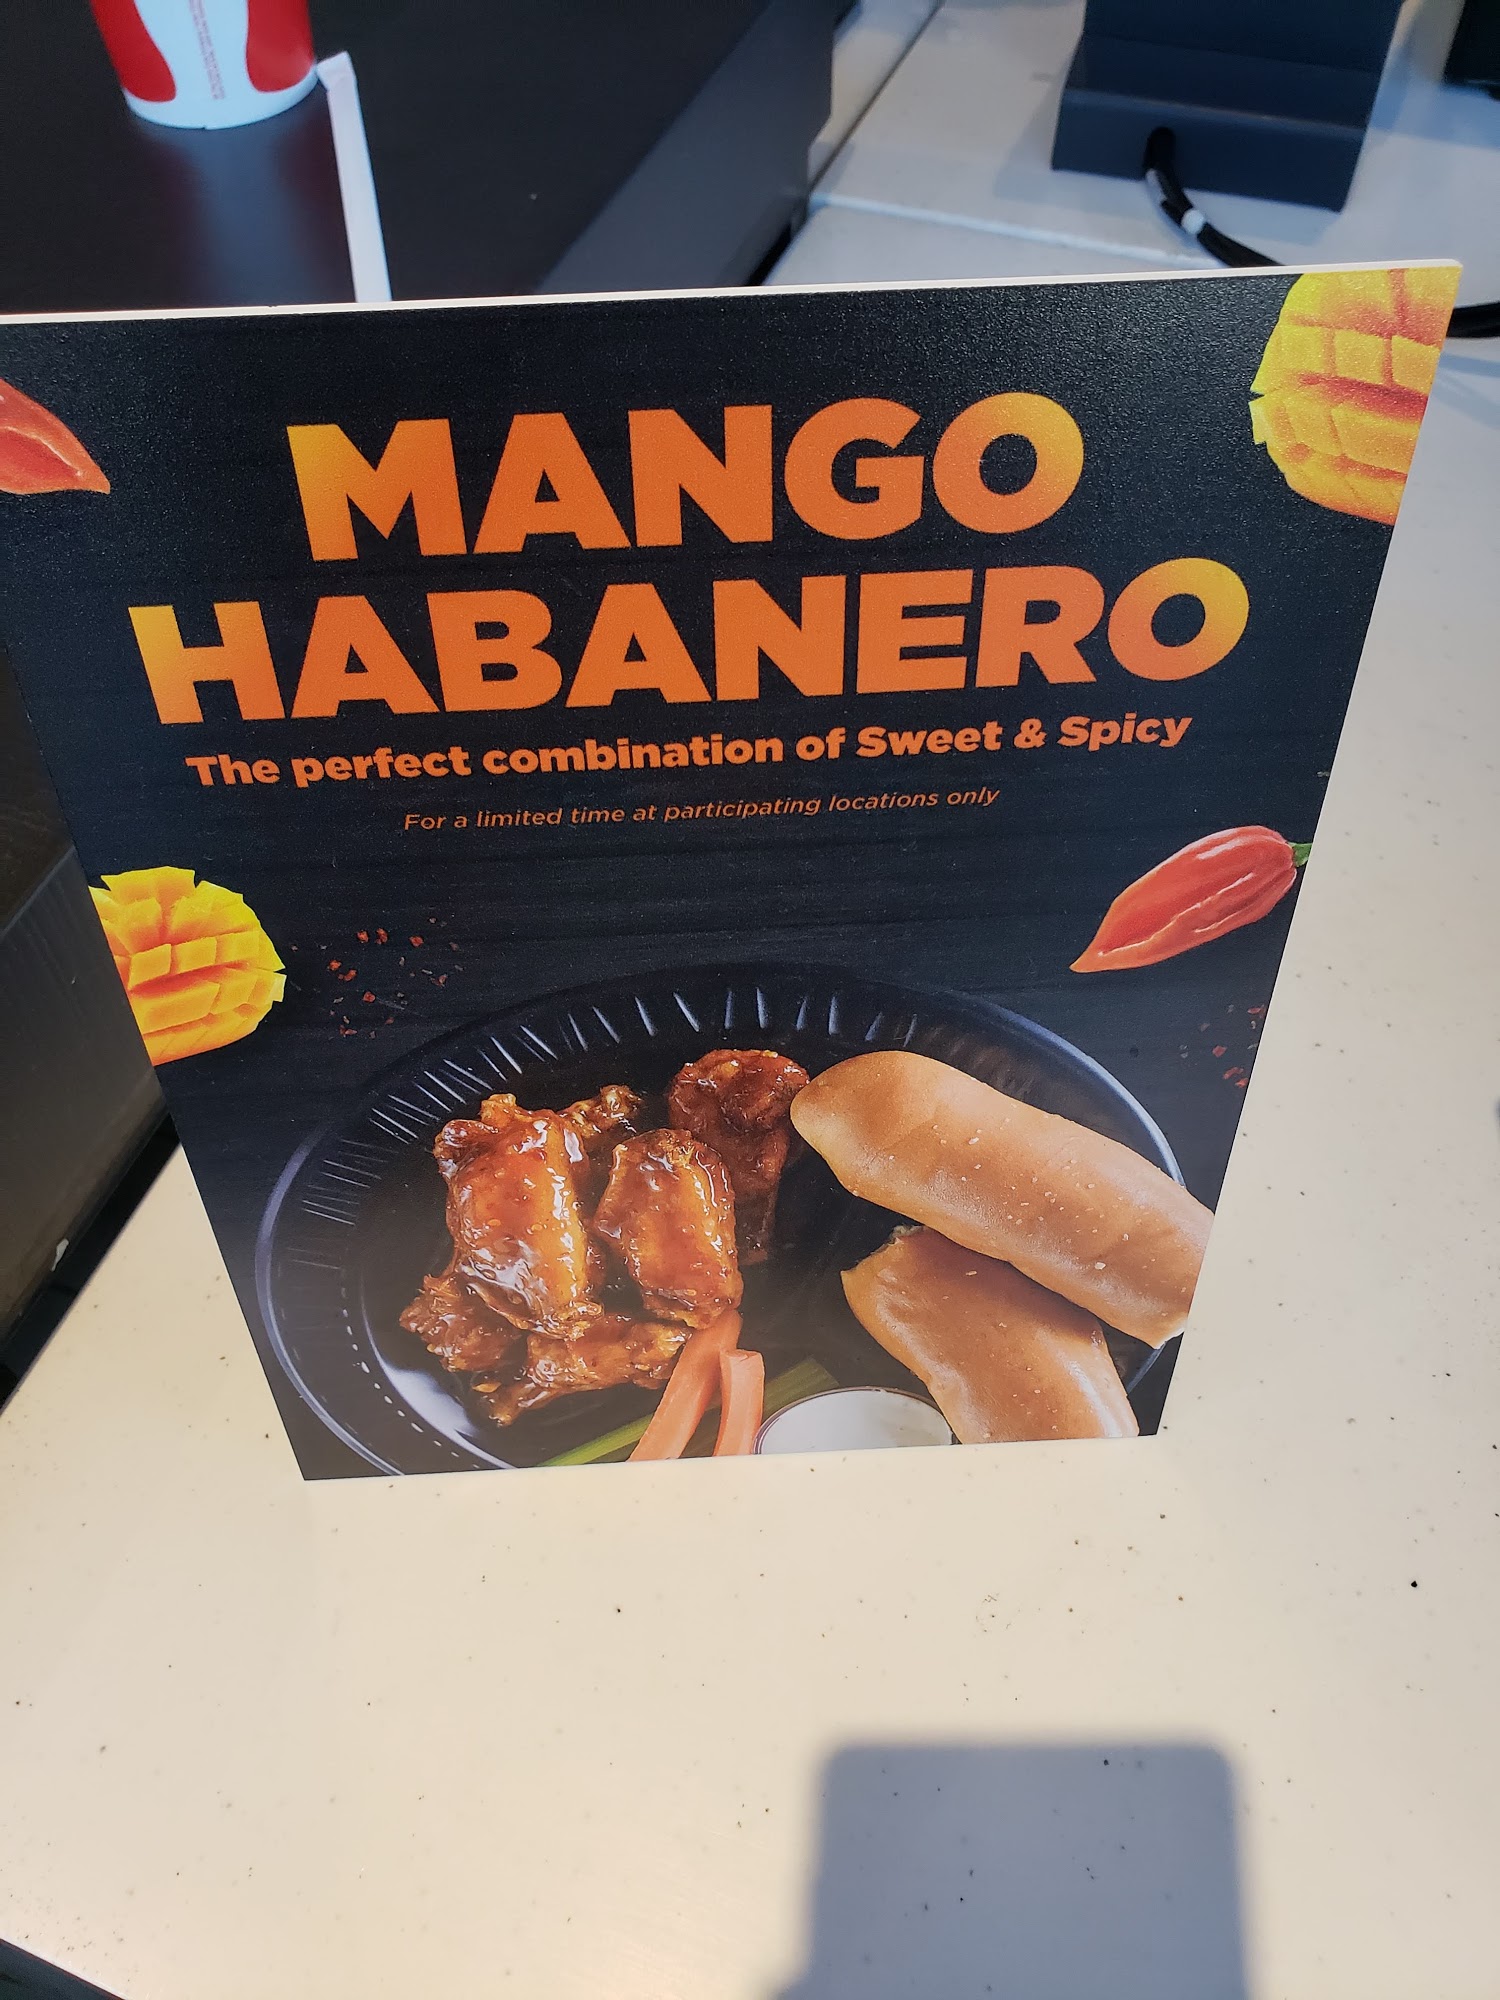 MANGO
HABANERO
The perfect combination of Sweet & Spicy
For a limited time at participating locations only